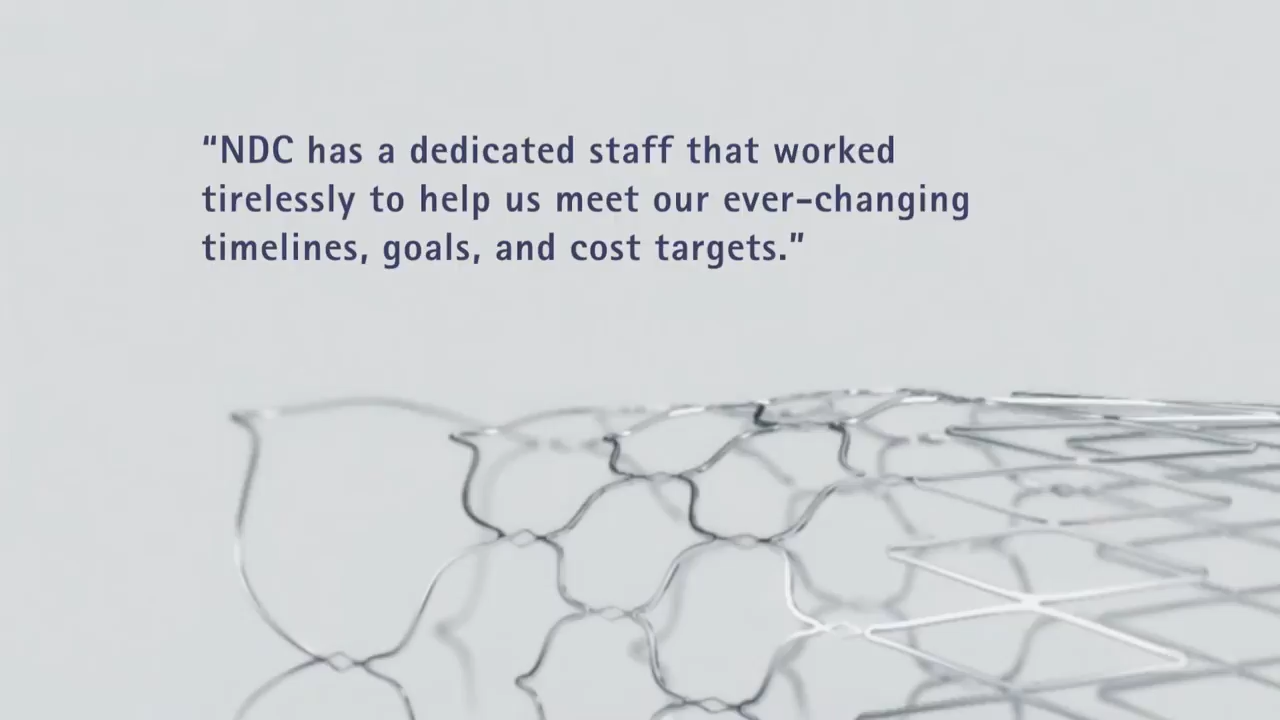 “NDC has a dedicated staff that worked
tirelessly to help us meet our ever-changing
timelines, goals, and cost targets.”